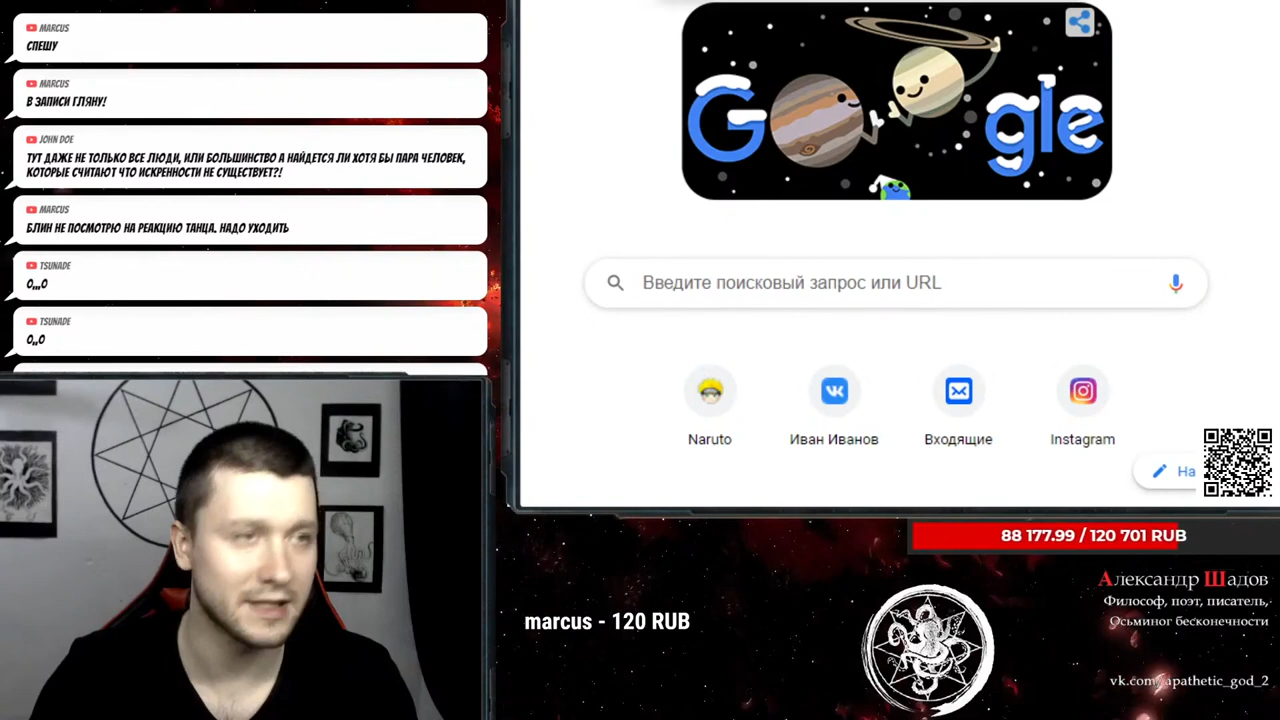 MARCUS
СПЕШУ
MARCUS
В ЗАПИСИ ГЛЯНУ!
JOHN DOE
ТУТ ДАЖЕ НЕ ТОЛЬКО ВСЕ ЛЮДИ, ИЛИ БОЛЬШИНСТВО А НАЙДЕТСЯ ЛИ ХОТЯ БЫ ПАРА ЧЕЛОВЕК,
КОТОРЫЕ СЧИТАЮТ ЧТО ИСКРЕННОСТИ НЕ СУЩЕСТВУЕТ?!
MARCUS
БЛИН НЕ ПОСМОТРЮ НА РЕАКЦИЮ ТАНЦА. НАДО УХОДИТЬ
TSUNADE
O,,,O
TSUNADE
O,,O
Google
Введите поисковый запрос или URL
Naruto
Иван Иванов
Входящие
Instagram
На
88 177.99 / 120 701 RUB
marcus - 120 RUB
Александр Шадов
Философ, поэт, писатель,
Осьминог бесконечности
vk.com/apathetic_god_2